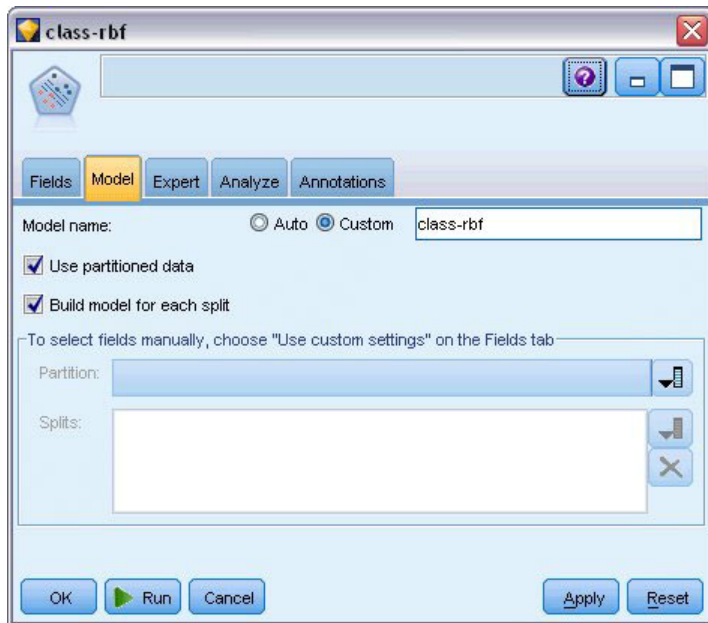 class-rbf
Fields Model Expert Analyze Annotations
Model name: Auto Custom class-rbf
Use partitioned data
Build model for each split
To select fields manually, choose "Use custom settings" on the Fields tab
Partition:
Splits:
OK Run Cancel Apply Reset